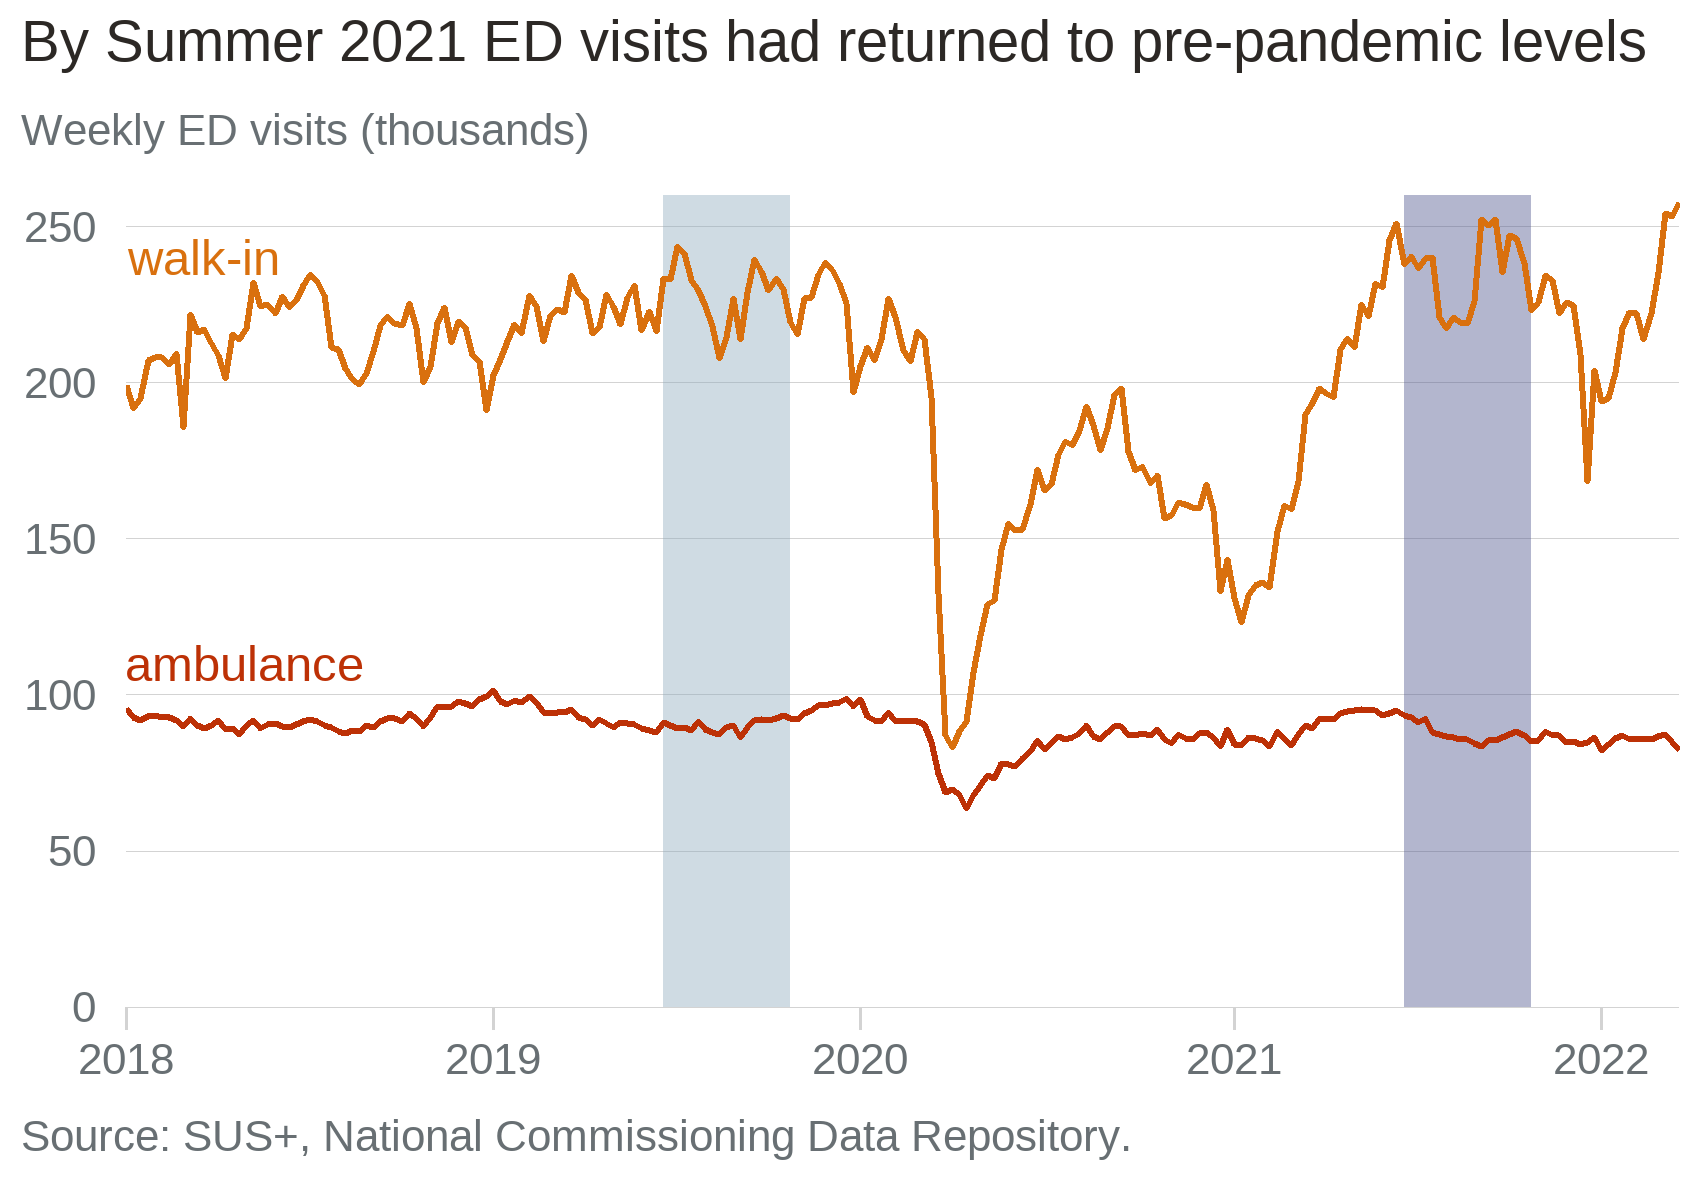 By Summer 2021 ED visits had returned to pre-pandemic levels
Weekly ED visits (thousands)
250
walk-in
200
150
ambulance
100
50
0
2018 2019 2020 2021 2022
Source: SUS+, National Commissioning Data Repository.